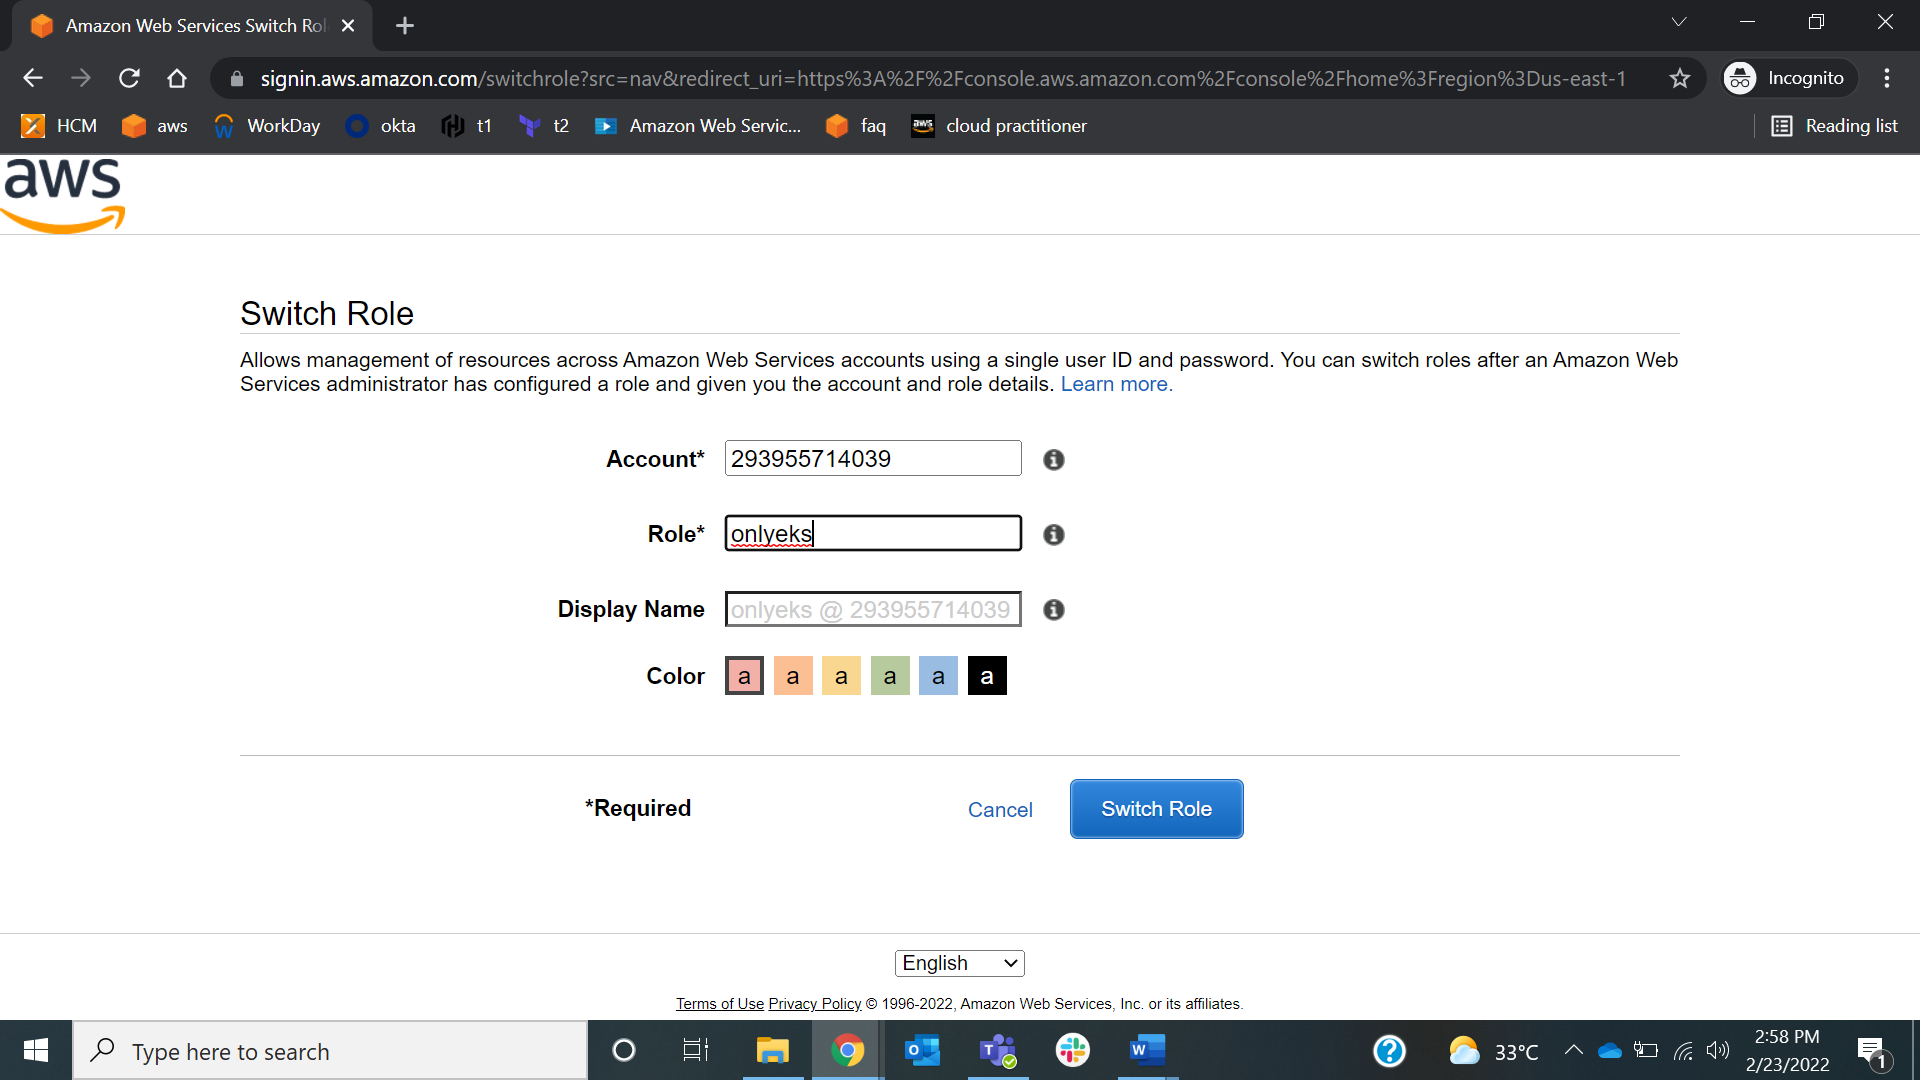 Amazon Web Services Switch Rol
signin.aws.amazon.com/switchrole?src=nav&redirect_uri=https%3A%2F%2Fconsole.aws.amazon.com%2Fconsole%2Fhome%3Fregion%3Dus-east-1
Incognito
HCM aws WorkDay okta t1 t2 Amazon Web Servic... faq aws cloud practitioner Reading list
aws
Switch Role
Allows management of resources across Amazon Web Services accounts using a single user ID and password. You can switch roles after an Amazon Web
Services administrator has configured a role and given you the account and role details. Learn more.
Account* 293955714039
Role* onlyeks
Display Name onlyeks @ 293955714039
Color a a a a a a
*Required Cancel Switch Role
English
Terms of Use Privacy Policy © 1996-2022, Amazon Web Services, Inc. or its affiliates.
Type here to search
33°C
2:58 PM
2/23/2022
1